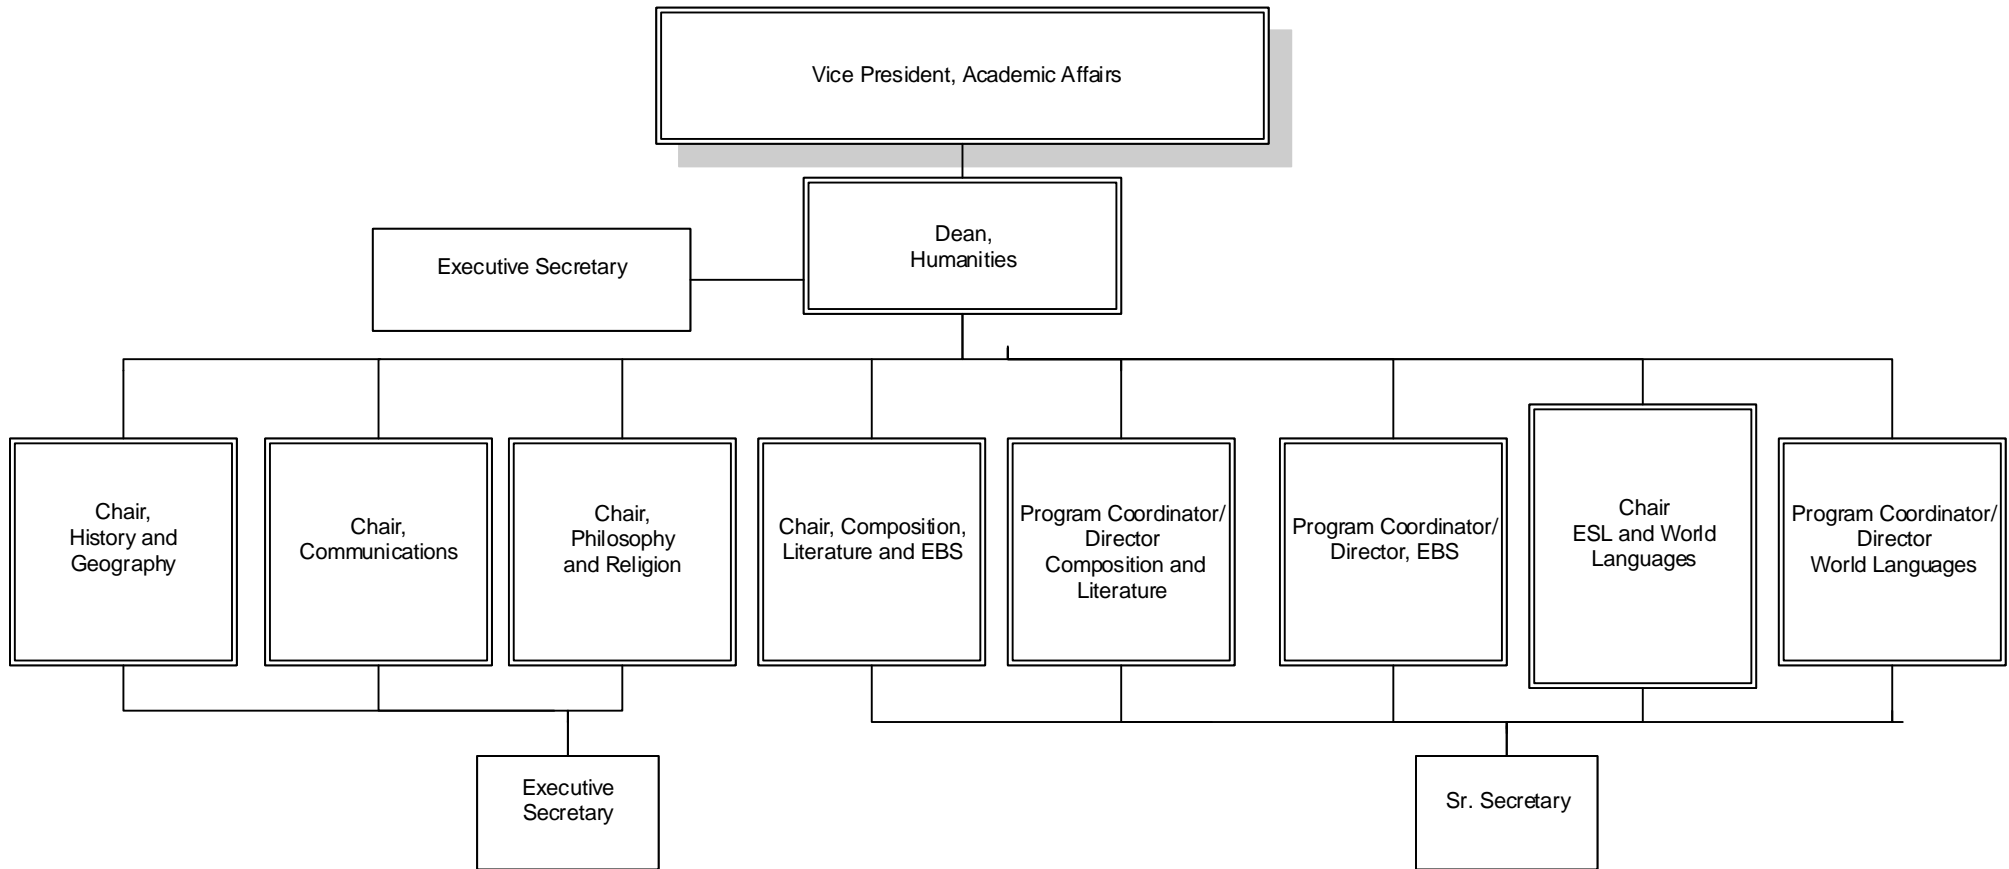 Vice President, Academic Affairs
Dean,
Humanities
Executive Secretary
Chair,
History and
Geography
Chair,
Communications
Chair,
Philosophy
and Religion
Chair, Composition,
Literature and EBS
Program Coordinator/
Director
Composition and
Literature
Program Coordinator/
Director, EBS
Chair
ESL and World
Languages
Program Coordinator/
Director
World Languages
Executive
Secretary
Sr. Secretary